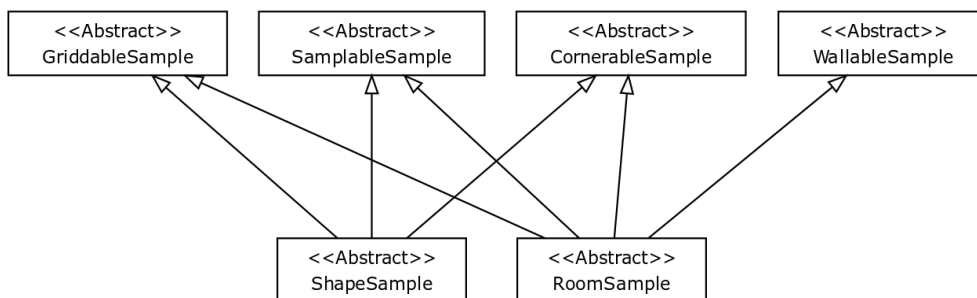 <<Abstract>>
GriddableSample
<<Abstract>>
SamplableSample
<<Abstract>>
CornerableSample
<<Abstract>>
WallableSample
<<Abstract>>
ShapeSample
<<Abstract>>
RoomSample